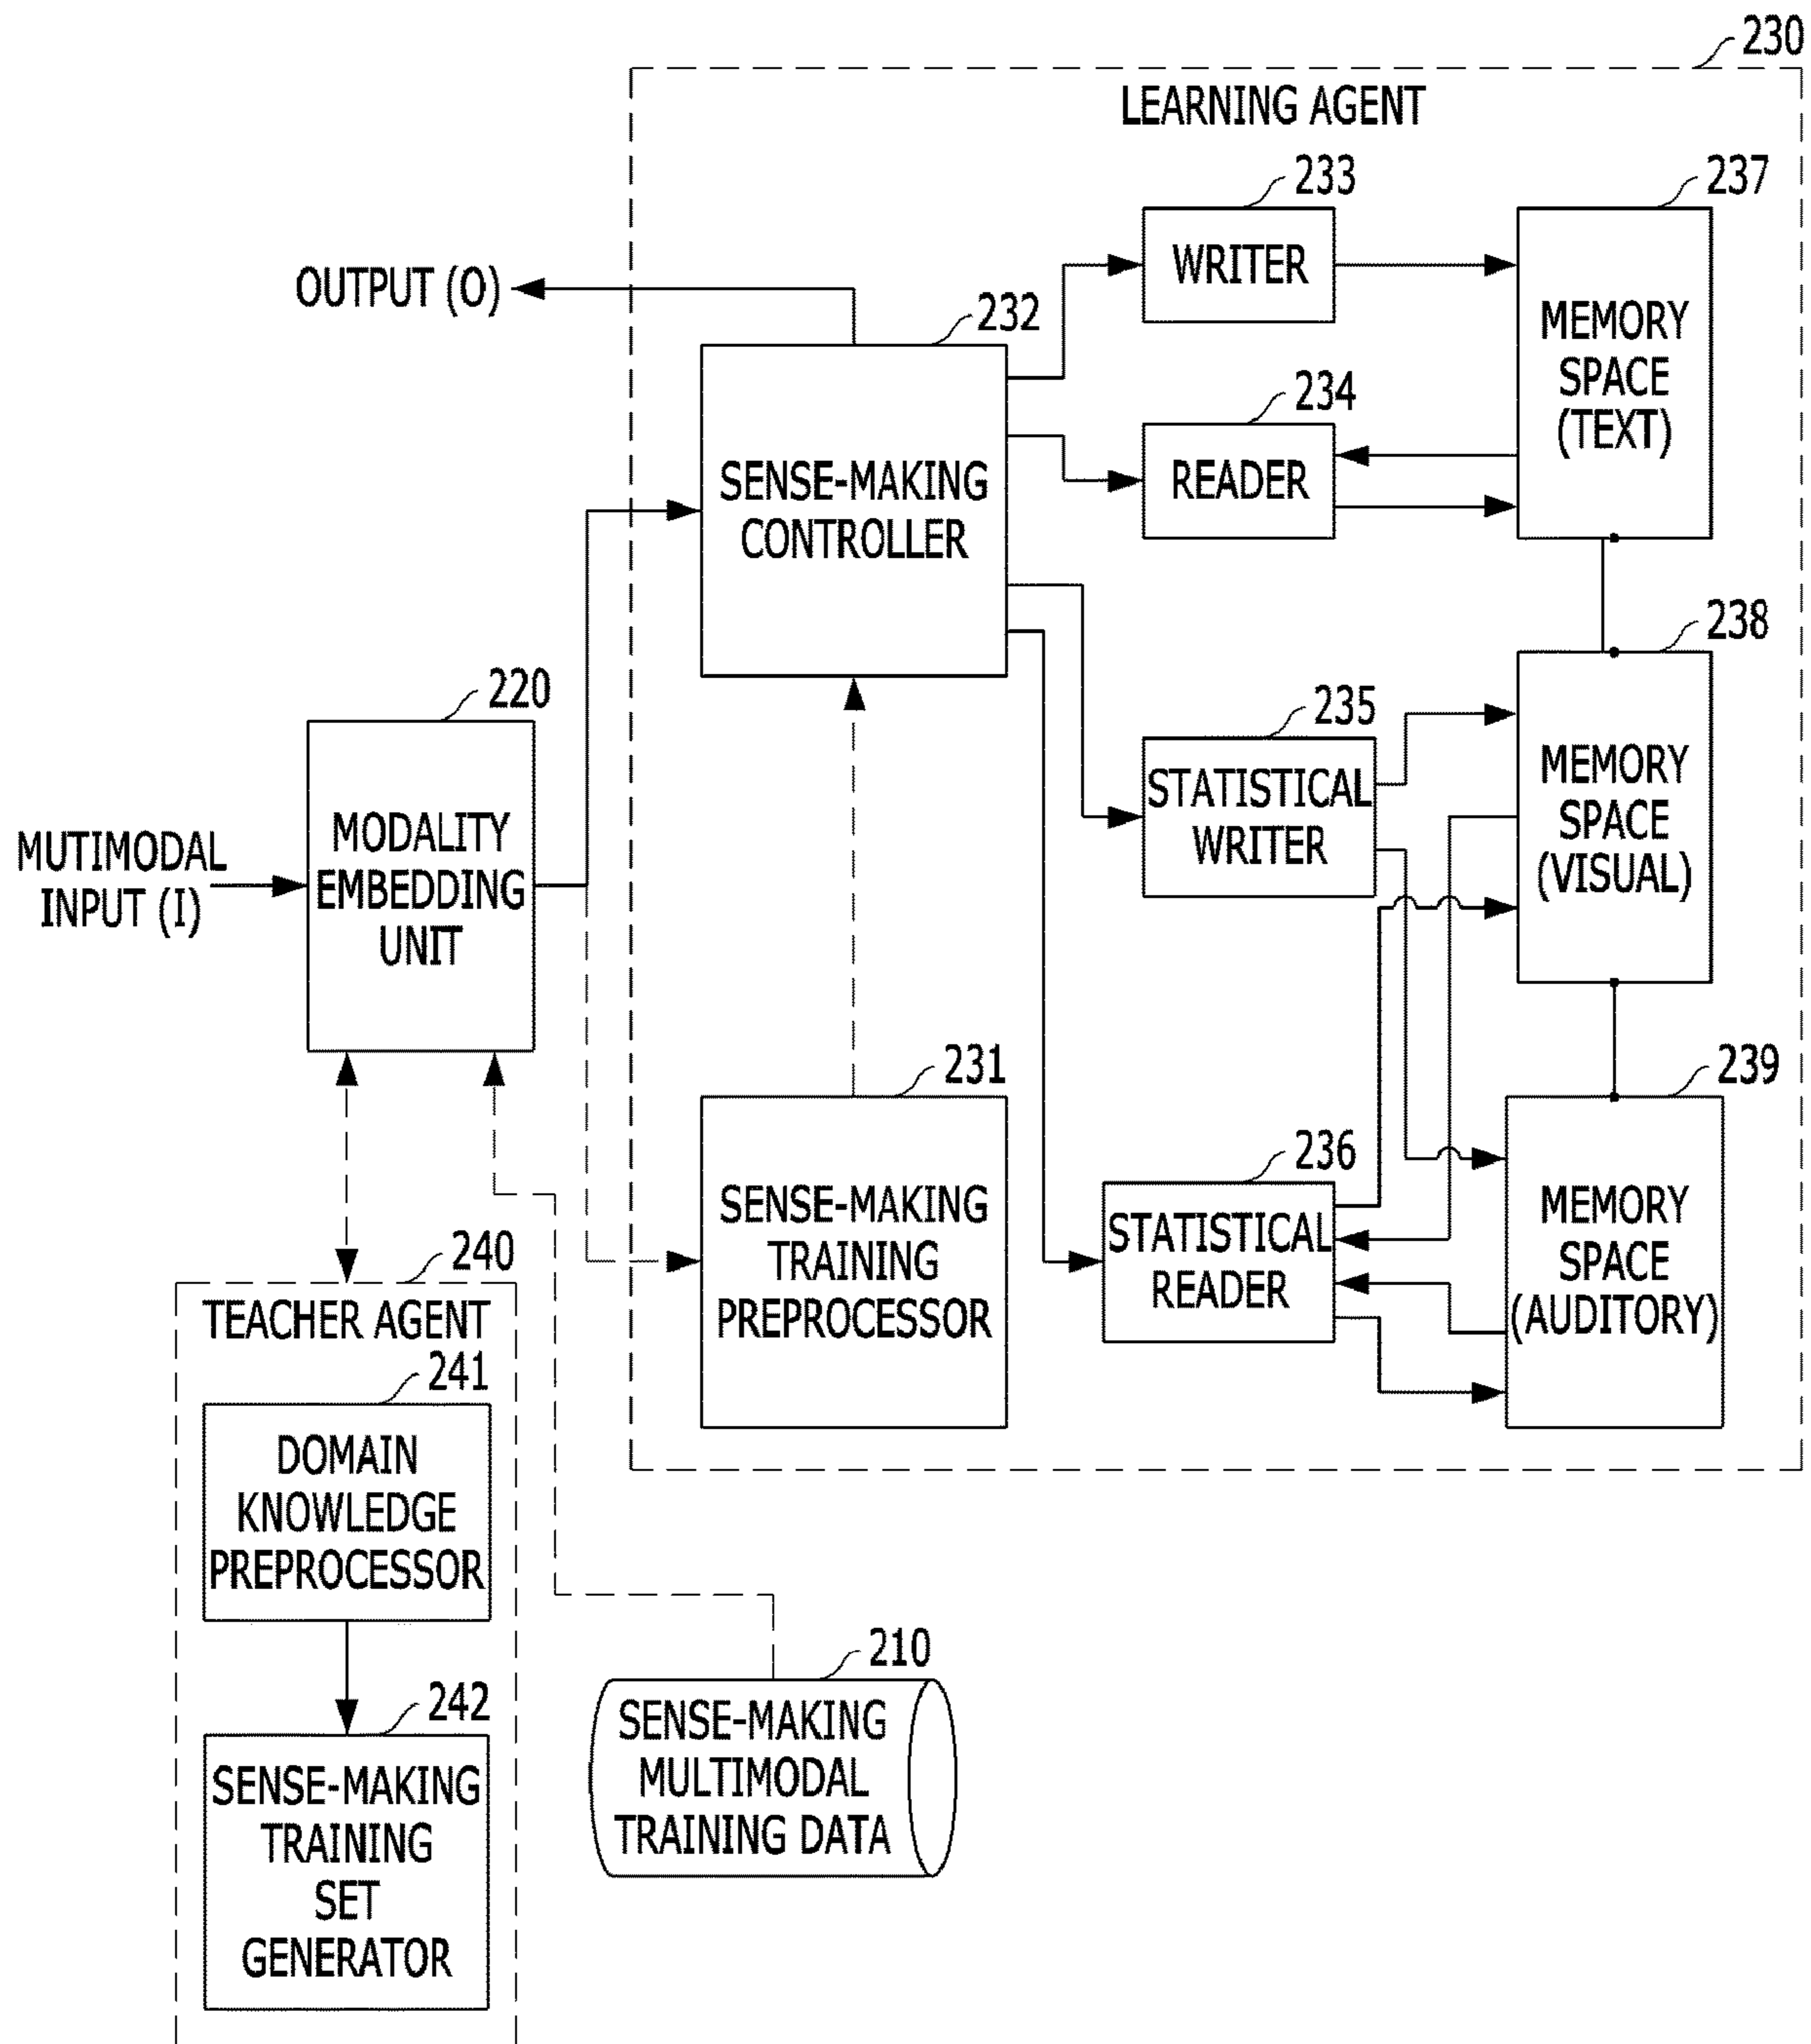 230
LEARNING AGENT
233
WRITER
237
MEMORY
SPACE
(TEXT)
OUTPUT (O)
232
SENSE-MAKING
CONTROLLER
234
READER
238
MEMORY
SPACE
(VISUAL)
220
MODALITY
EMBEDDING
UNIT
235
STATISTICAL
WRITER
MUTIMODAL
INPUT (I)
231
SENSE-MAKING
TRAINING
PREPROCESSOR
236
STATISTICAL
READER
239
MEMORY
SPACE
(AUDITORY)
240
TEACHER AGENT
241
DOMAIN
KNOWLEDGE
PREPROCESSOR
242
SENSE-MAKING
TRAINING
SET
GENERATOR
210
SENSE-MAKING
MULTIMODAL
TRAINING DATA